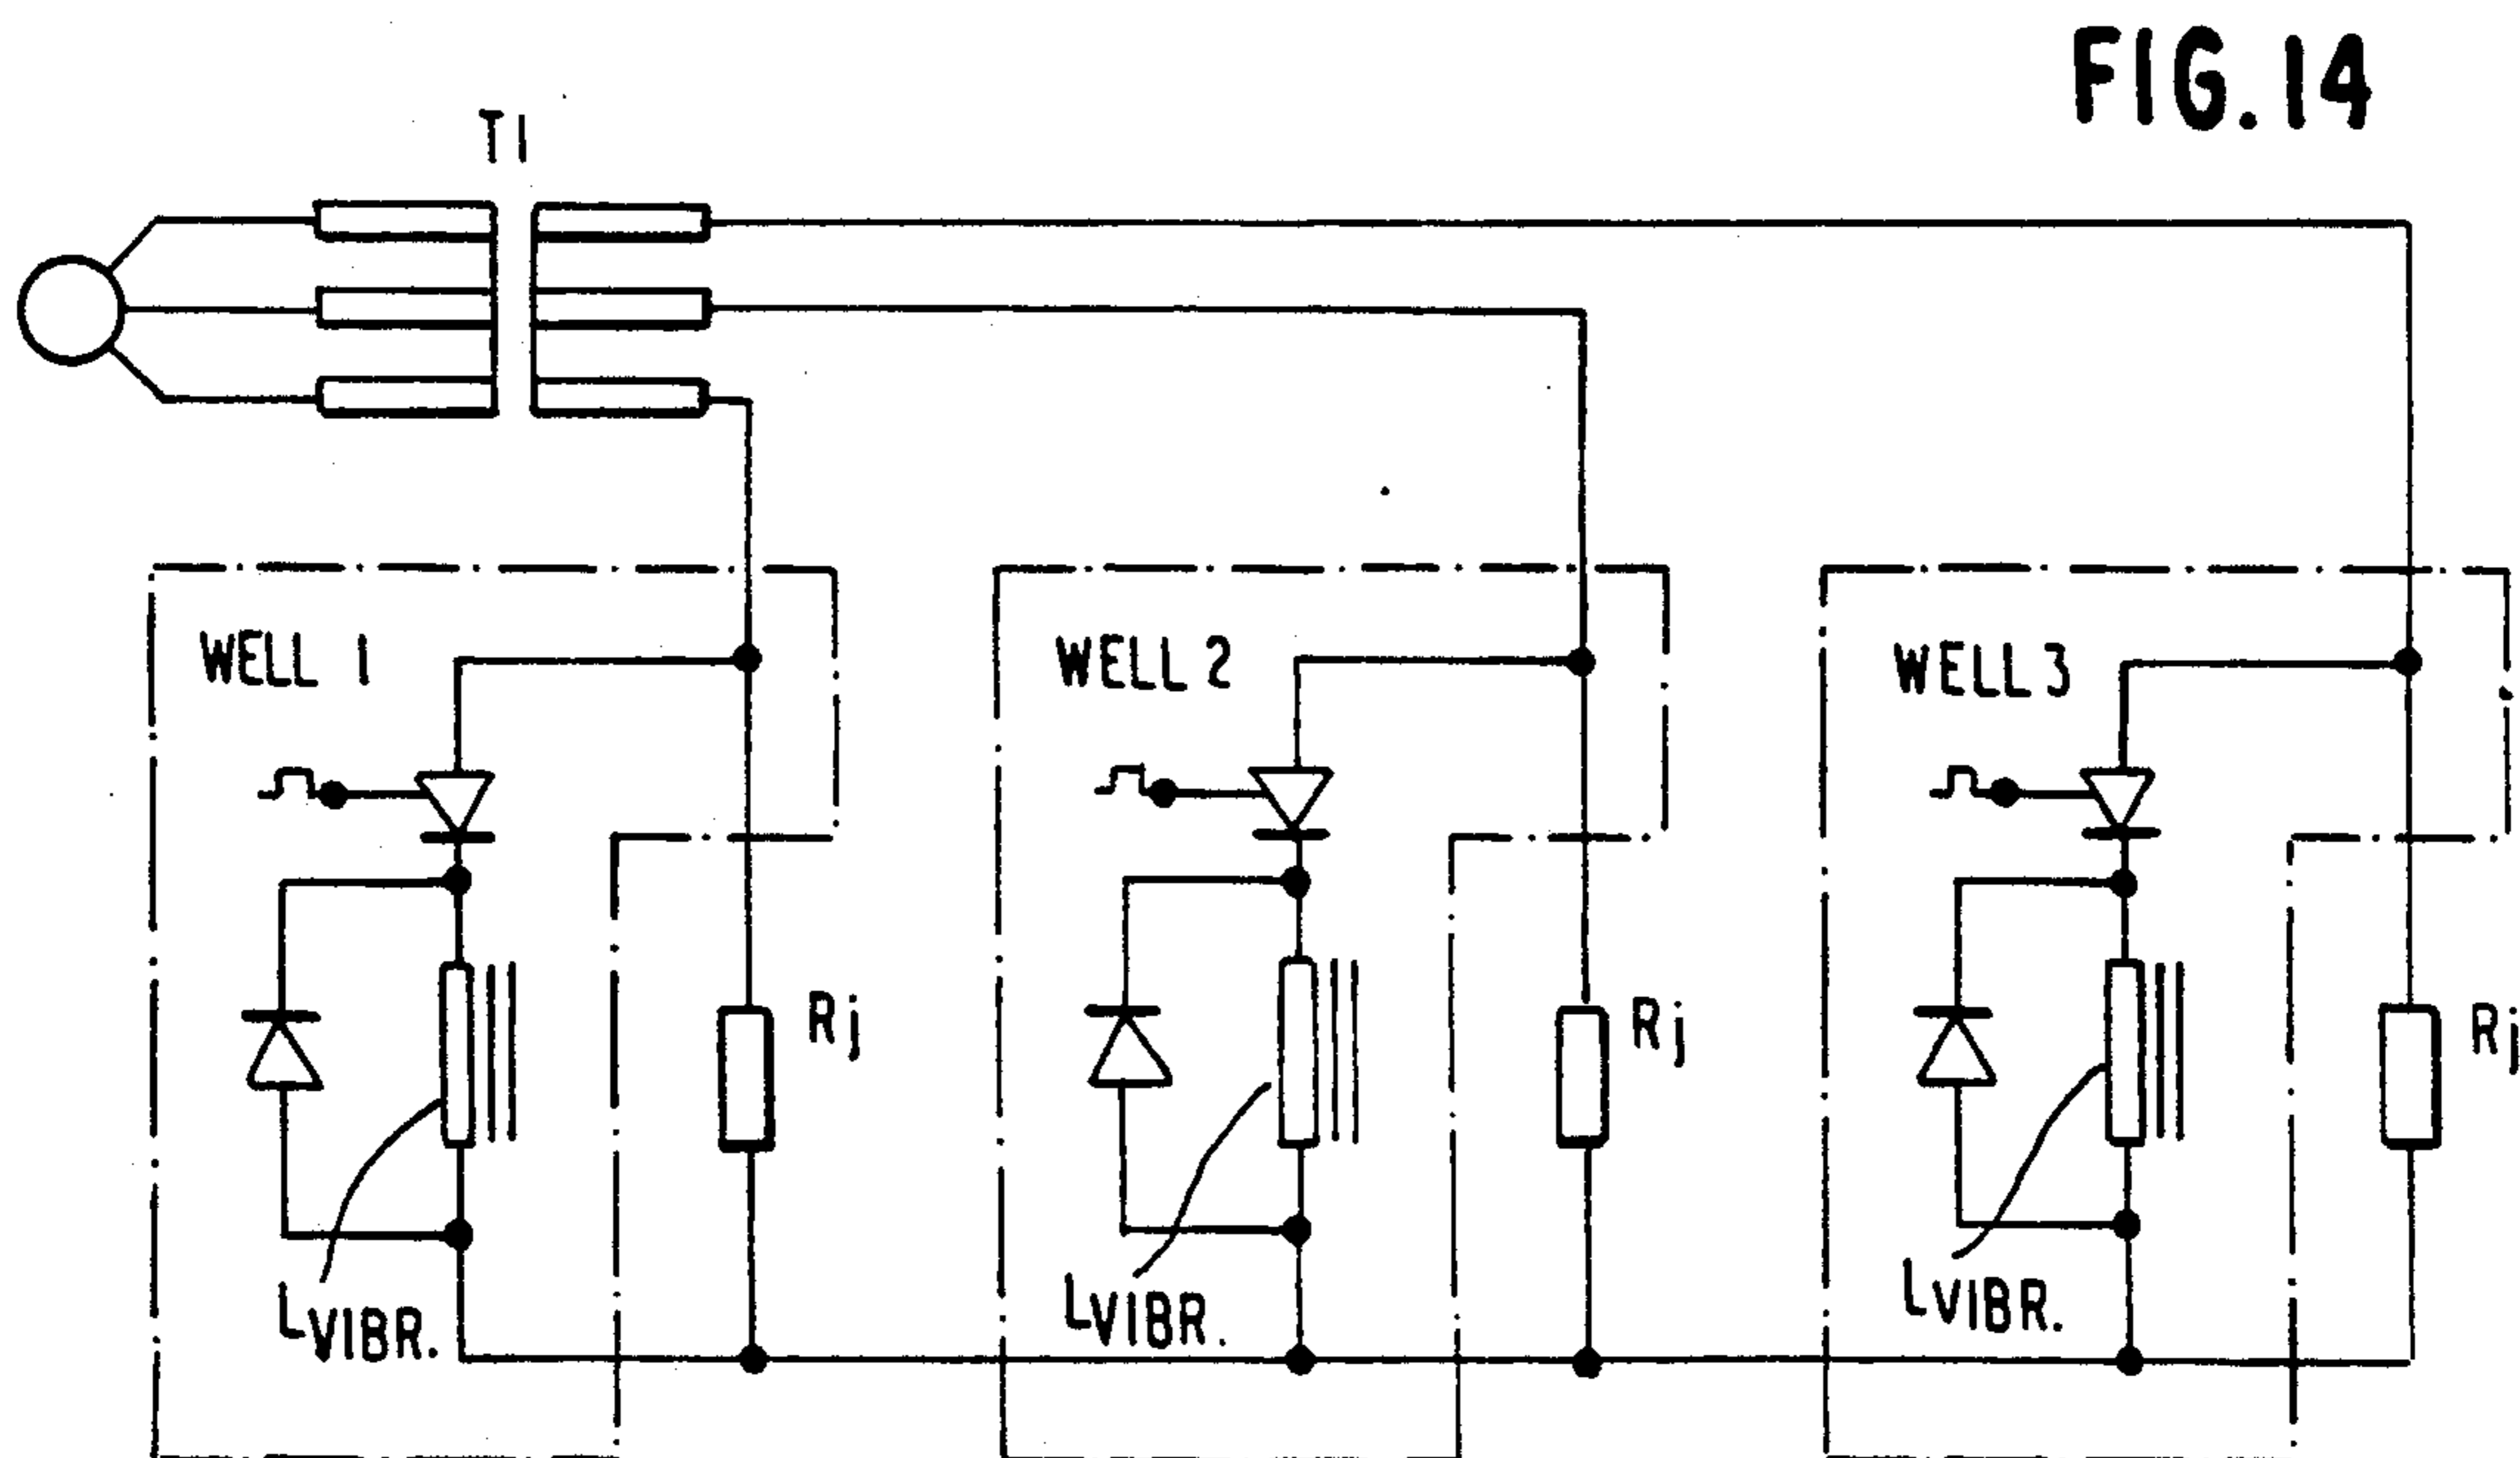 FIG.14
T1
WELL 1
WELL 2
WELL 3
Rj
Rj
Rj
LVIBR.
LVIBR.
LVIBR.